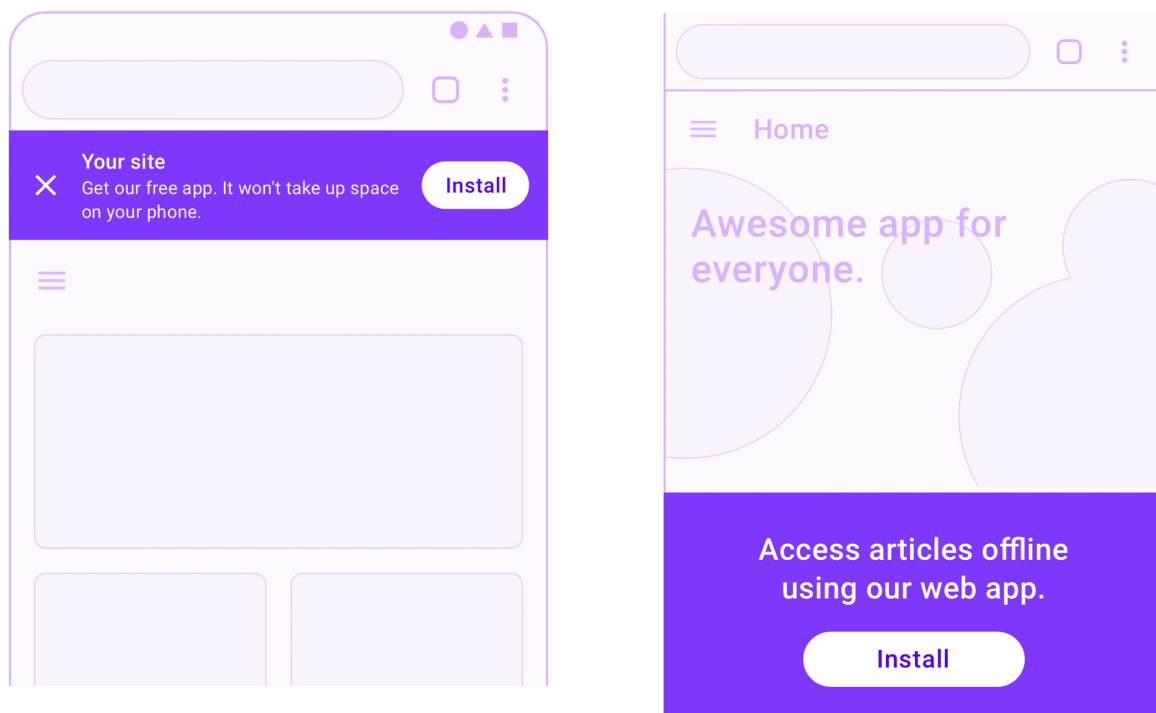 Your site
Get our free app. It won't take up space
on your phone.
Install
Home
Awesome app for
everyone.
Access articles offline
using our web app.
Install